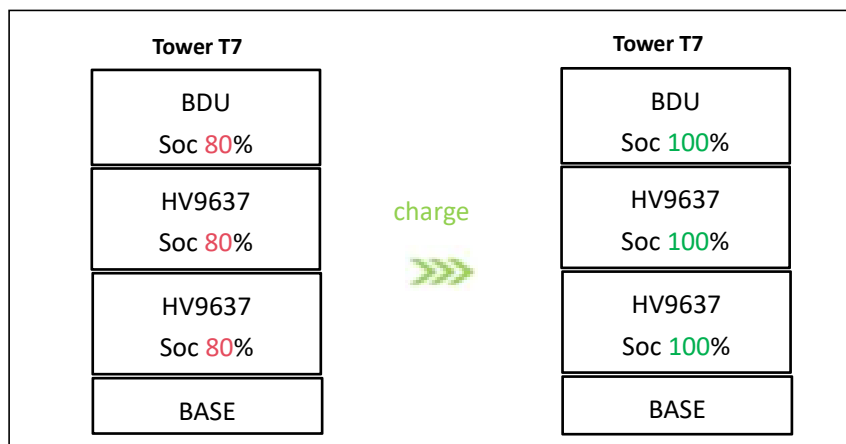 Tower T7
BDU
Soc 80%
HV9637
Soc 80%
HV9637
Soc 80%
BASE
charge
Tower T7
BDU
Soc 100%
HV9637
Soc 100%
HV9637
Soc 100%
BASE